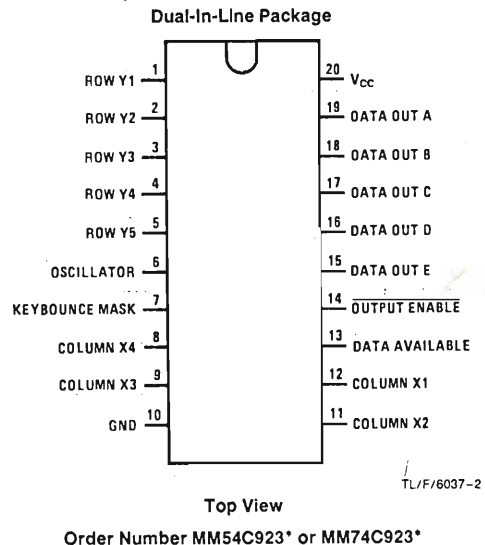 Dual-In-Line Package
ROW Y1 1
20 VCC
ROW Y2 2
19 DATA OUT A
ROW Y3 3
18 DATA OUT B
ROW Y4 4
17 DATA OUT C
ROW Y5 5
16 DATA OUT D
OSCILLATOR 6
15 DATA OUT E
KEYBOUNCE MASK 7
14 OUTPUT ENABLE
COLUMN X4 8
13 DATA AVAILABLE
COLUMN X3 9
12 COLUMN X1
GND 10
11 COLUMN X2
TL/F/6037-2
Top View
Order Number MM54C923* or MM74C923*